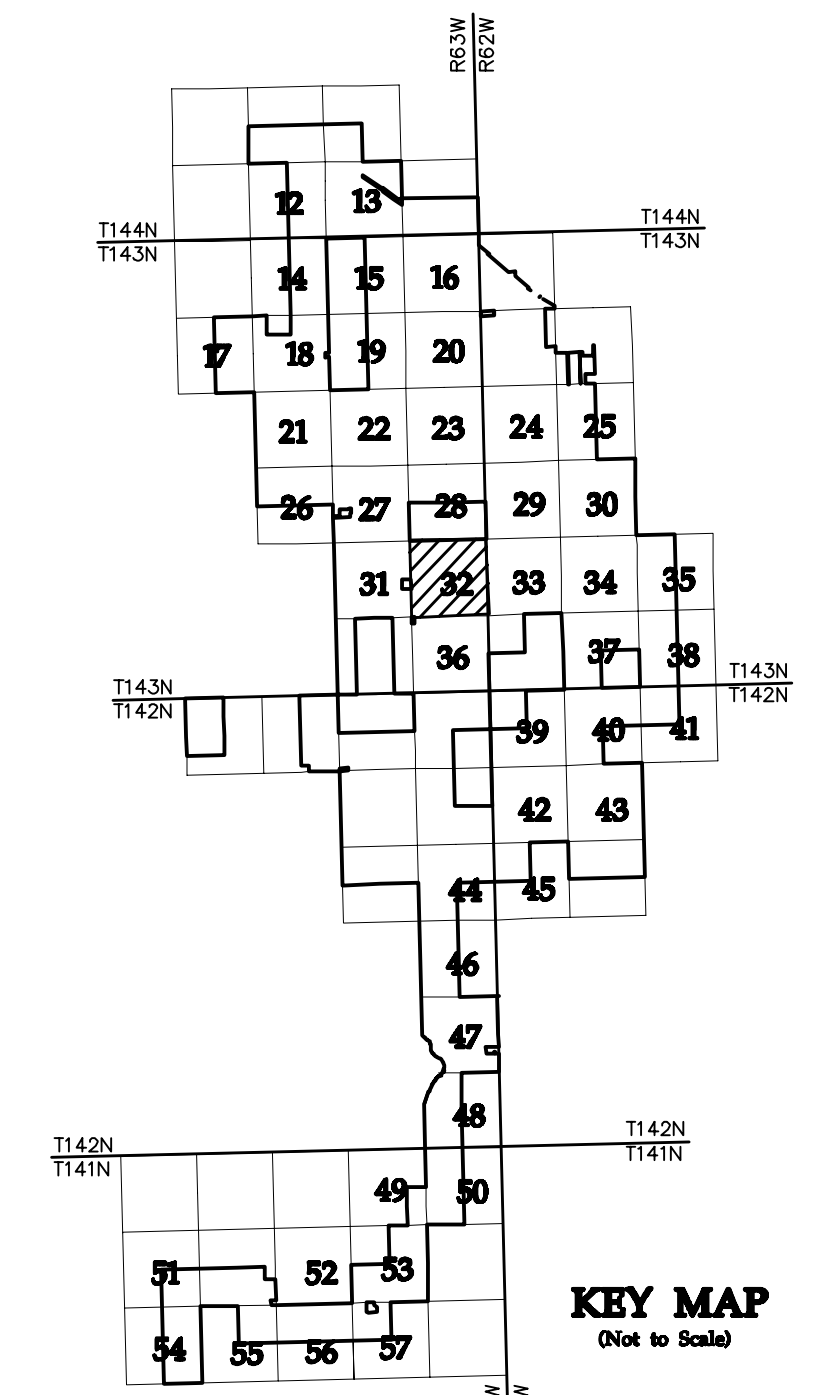 R63W R62W
12 13
T144N T144N
T143N T143N
14 15 16
17 18 19 20
21 22 23 24 25
26 27 28 29 30
31 32 33 34 35
36 37 38
T143N T143N
T142N T142N
39 40 41
42 43
44 45
46
47
48
T142N T142N
T141N T141N
49 50
51 52 53
KEY MAP
(Not to Scale)
54 55 56 57
W W